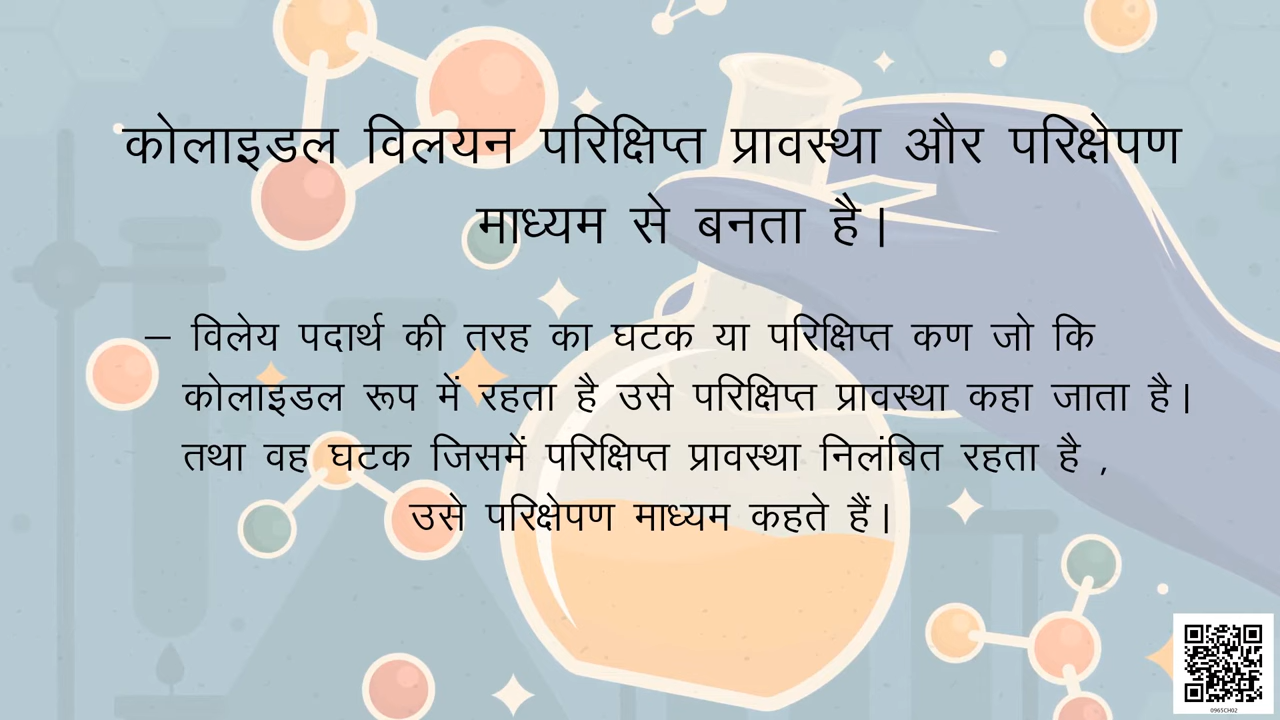 कोलाइडल विलयन परिक्षिप्त प्रावस्था और परिक्षेपण
माध्यम से बनता है।
– विलेय पदार्थ की तरह का घटक या परिक्षिप्त कण जो कि
कोलाइडल रूप में रहता है उसे परिक्षिप्त प्रावस्था कहा जाता है।
तथा वह घटक जिसमें परिक्षिप्त प्रावस्था निलंबित रहता है ,
उसे परिक्षेपण माध्यम कहते हैं।
0965CH02